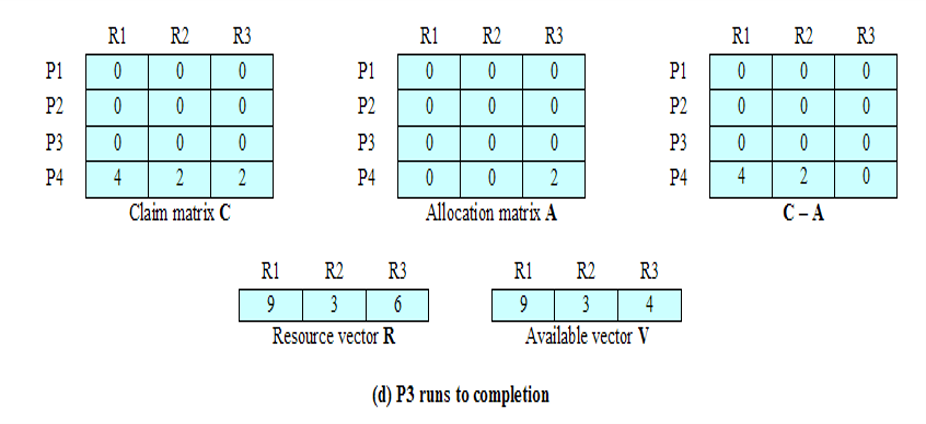 R1 R2 R3 R1 R2 R3 R1 R2 R3
P1 0 0 0 P1 0 0 0 P1 0 0 0
P2 0 0 0 P2 0 0 0 P2 0 0 0
P3 0 0 0 P3 0 0 0 P3 0 0 0
P4 4 2 2 P4 0 0 2 P4 4 2 0
Claim matrix C Allocation matrix A C – A
R1 R2 R3 R1 R2 R3
9 3 6 9 3 4
Resource vector R Available vector V
(d) P3 runs to completion